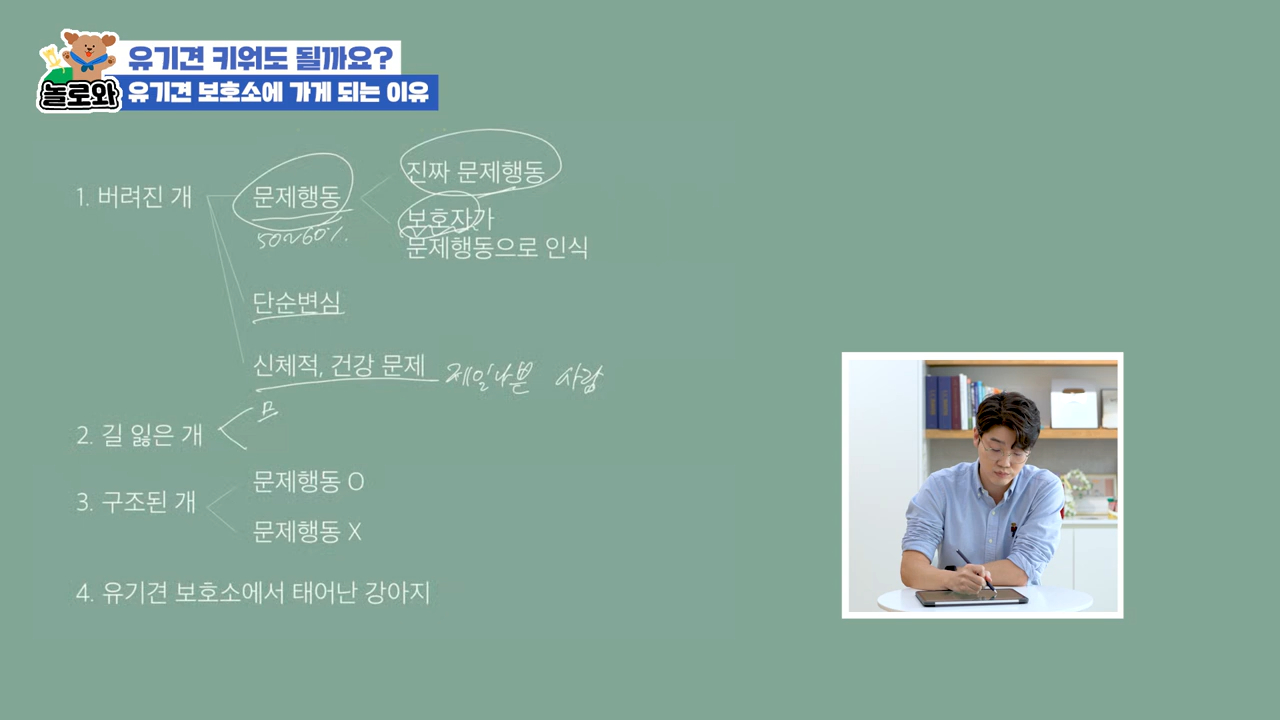 유기견 키워도 될까요?
놀로와
유기견 보호소에 가게 되는 이유
1. 버려진 개
문제행동
50~60%.
진짜 문제행동
보호자가
문제행동으로 인식
단순변심
신체적, 건강 문제
제일나쁜 사람
2. 길 잃은 개
3. 구조된 개
문제행동 O
문제행동 X
4. 유기견 보호소에서 태어난 강아지